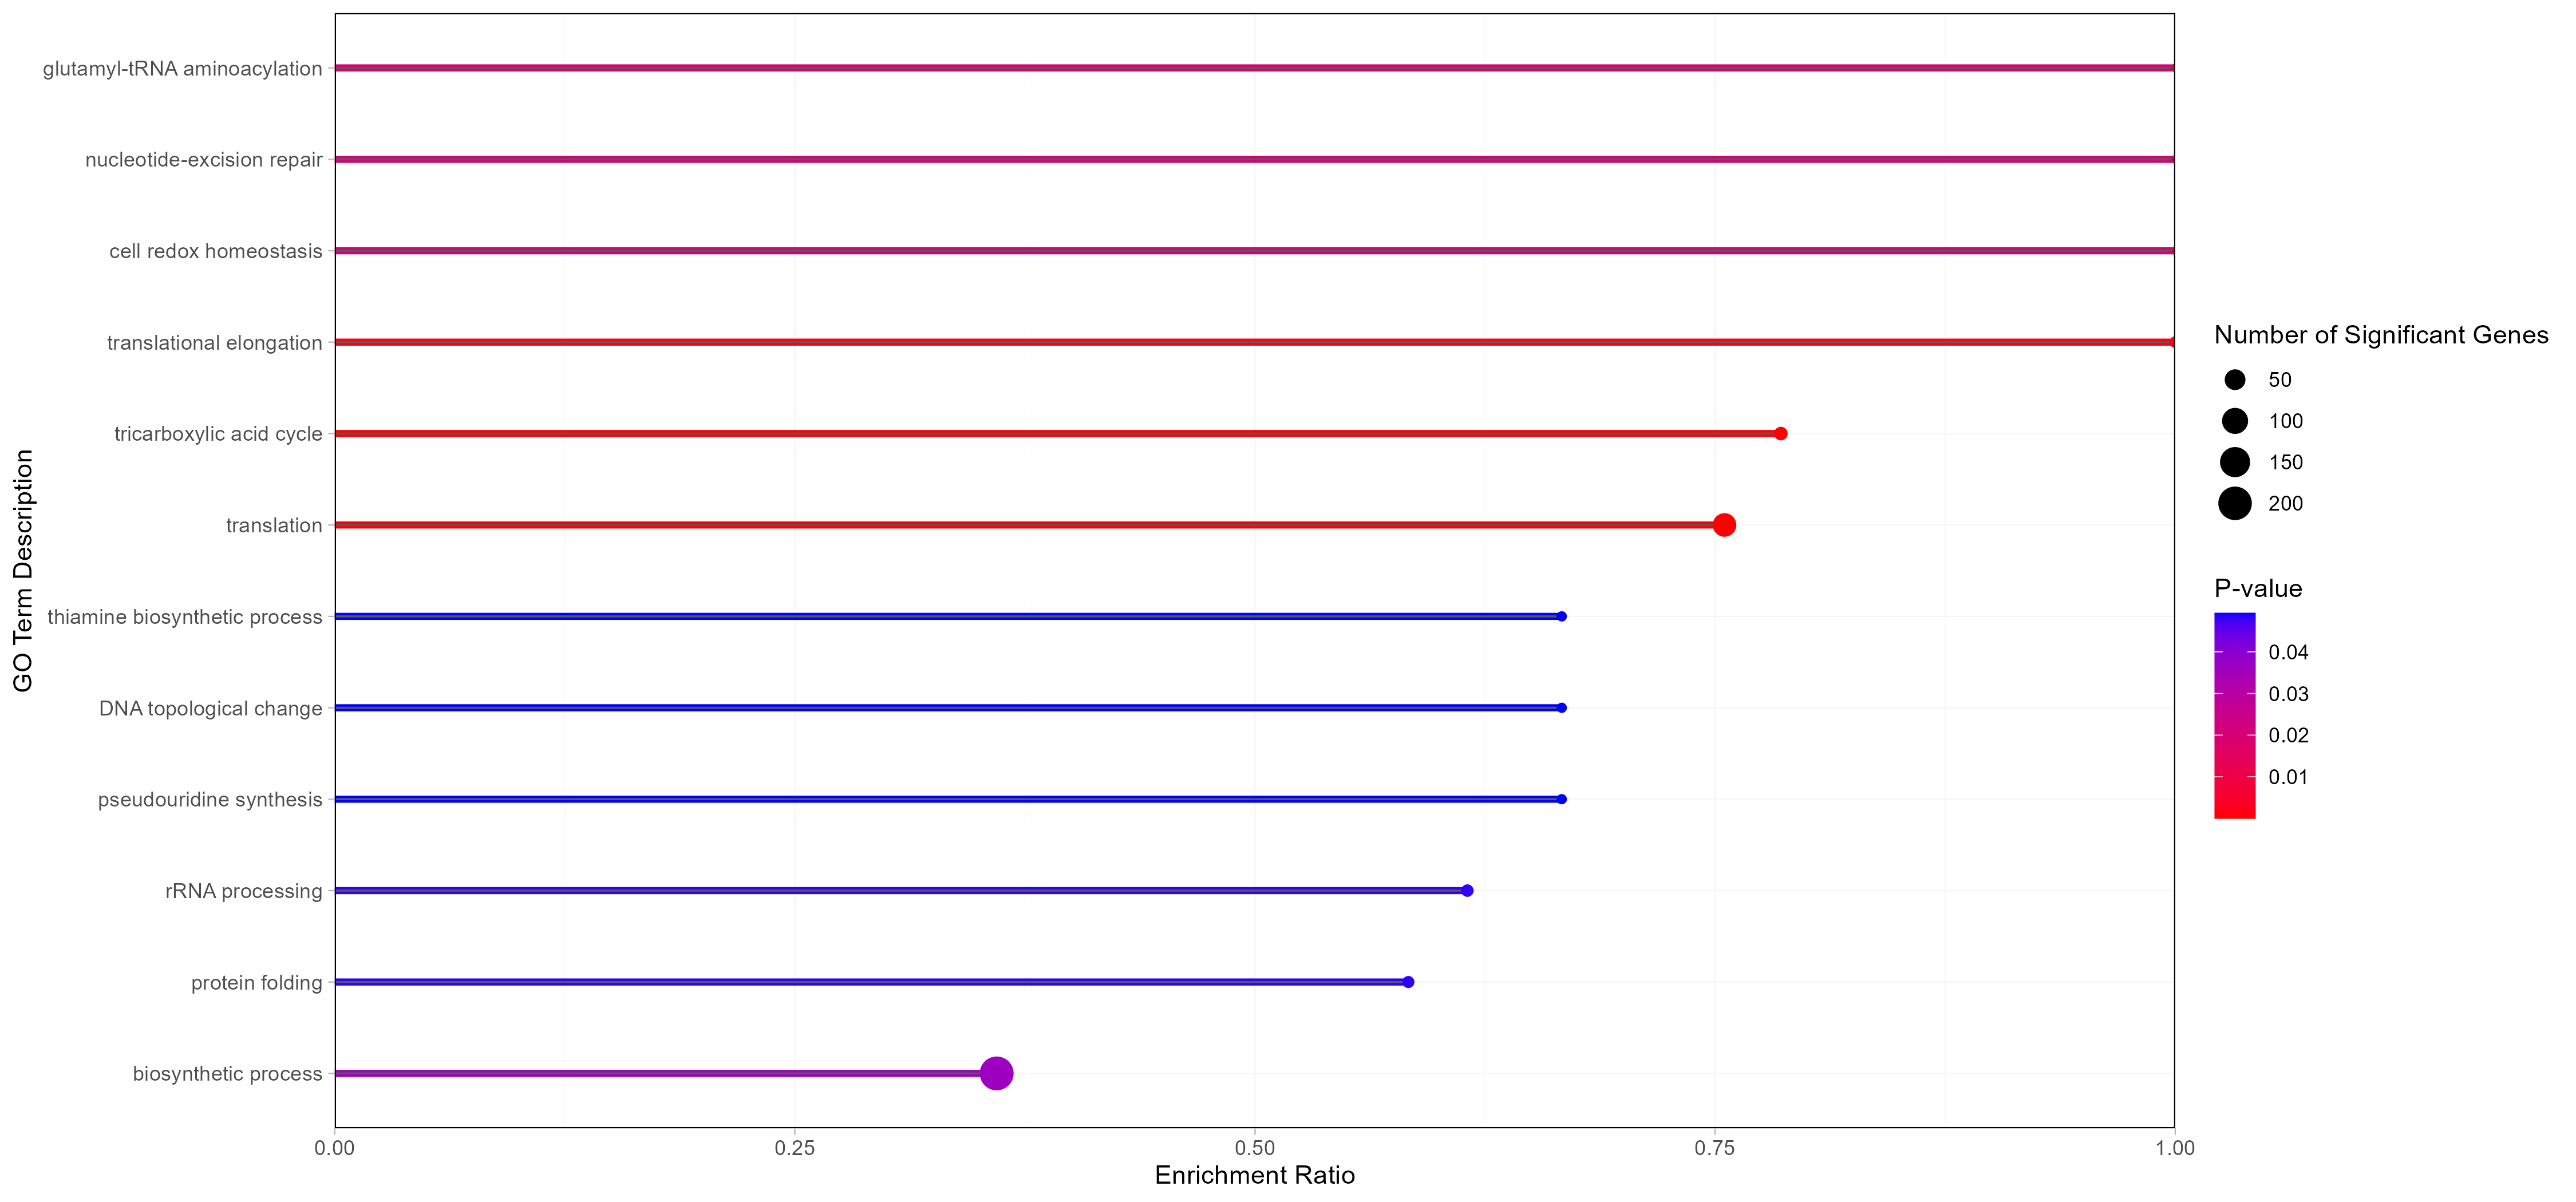 glutamyl-tRNA aminoacylation
nucleotide-excision repair
cell redox homeostasis
translational elongation
tricarboxylic acid cycle
translation
thiamine biosynthetic process
DNA topological change
pseudouridine synthesis
rRNA processing
protein folding
biosynthetic process
GO Term Description
0.00
0.25
0.50
0.75
1.00
Enrichment Ratio
Number of Significant Genes
50
100
150
200
P-value
0.04
0.03
0.02
0.01